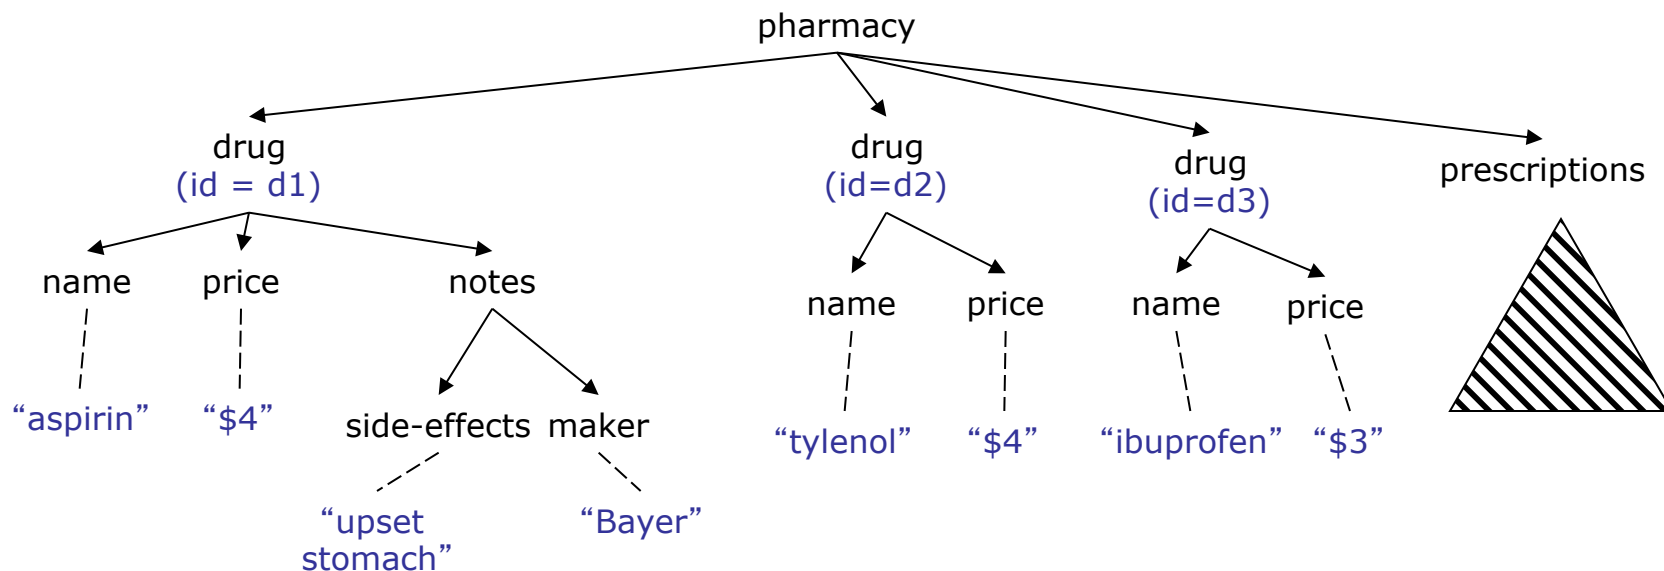 pharmacy
drug
(id = d1)
drug
(id=d2)
drug
(id=d3)
prescriptions
name
price
notes
name
price
name
price
“aspirin”
“$4”
side-effects
maker
“tylenol”
“$4”
“ibuprofen”
“$3”
“upset
stomach”
“Bayer”